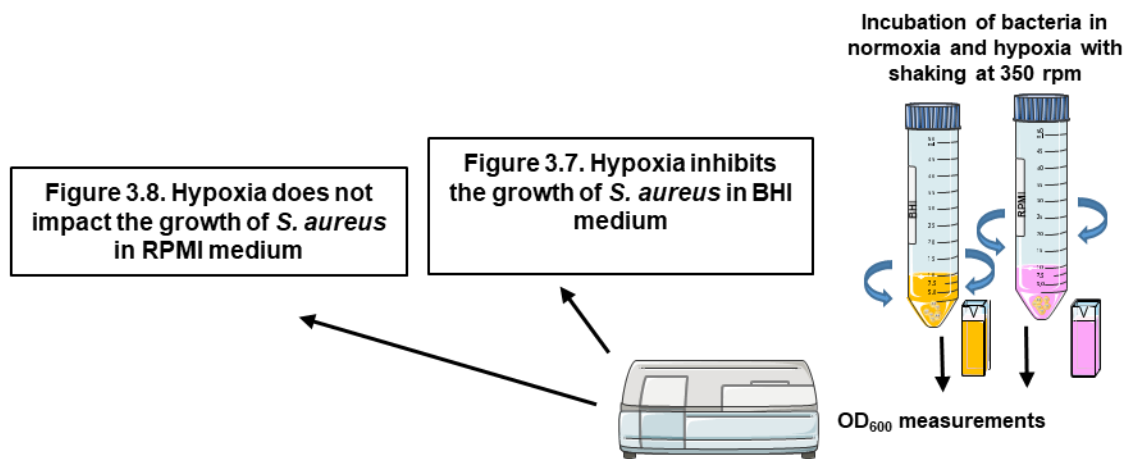 Incubation of bacteria in
normoxia and hypoxia with
shaking at 350 rpm
Figure 3.8. Hypoxia does not
impact the growth of S. aureus
in RPMI medium
Figure 3.7. Hypoxia inhibits
the growth of S. aureus in BHI
medium
BHI
RPMI
OD₆₀₀ measurements